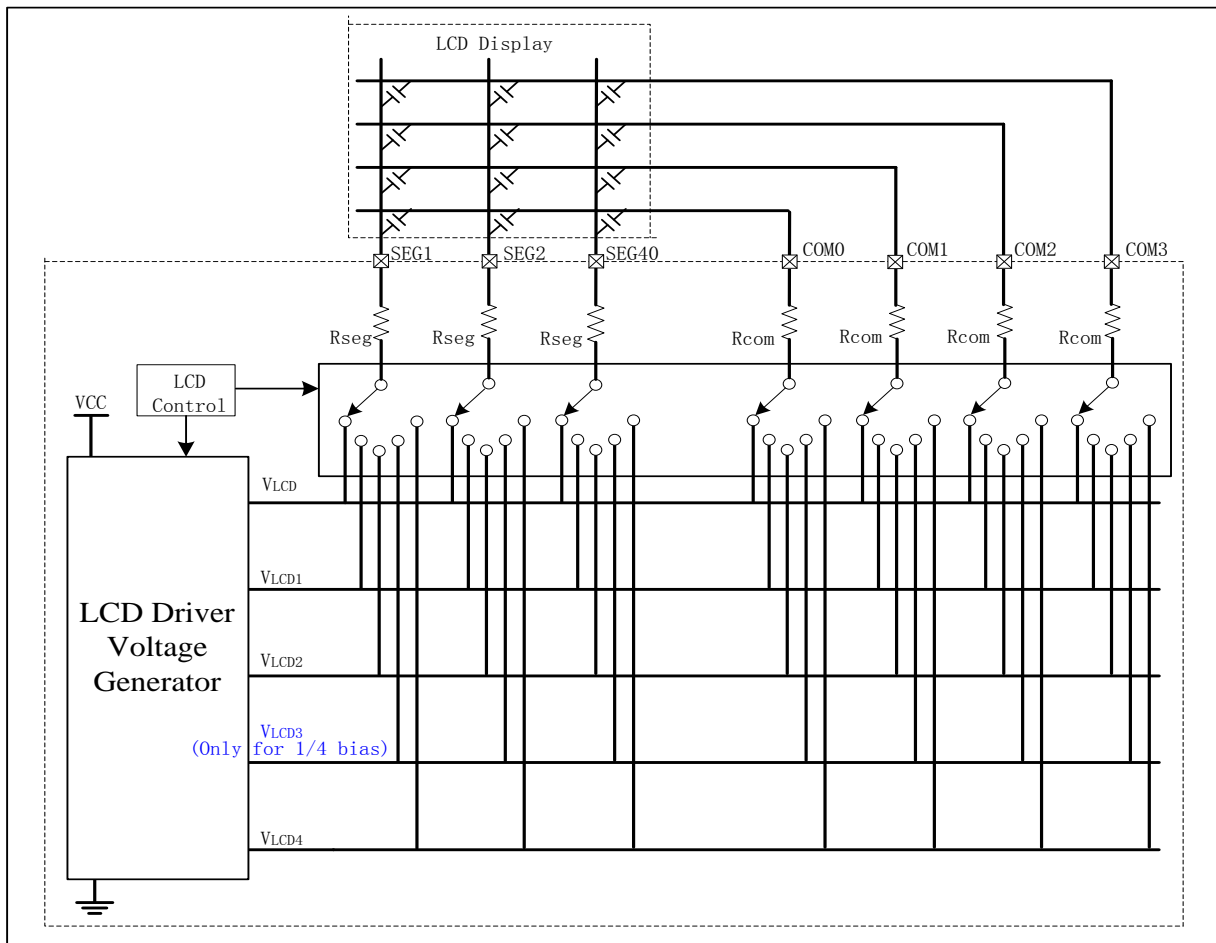 LCD Display
SEG1 SEG2 SEG40 COM0 COM1 COM2 COM3
Rseg Rseg Rseg Rcom Rcom Rcom Rcom
LCD
Control
VCC
VLCD
VLCD1
LCD Driver
Voltage
Generator
VLCD2
VLCD3
(Only for 1/4 bias)
VLCD4